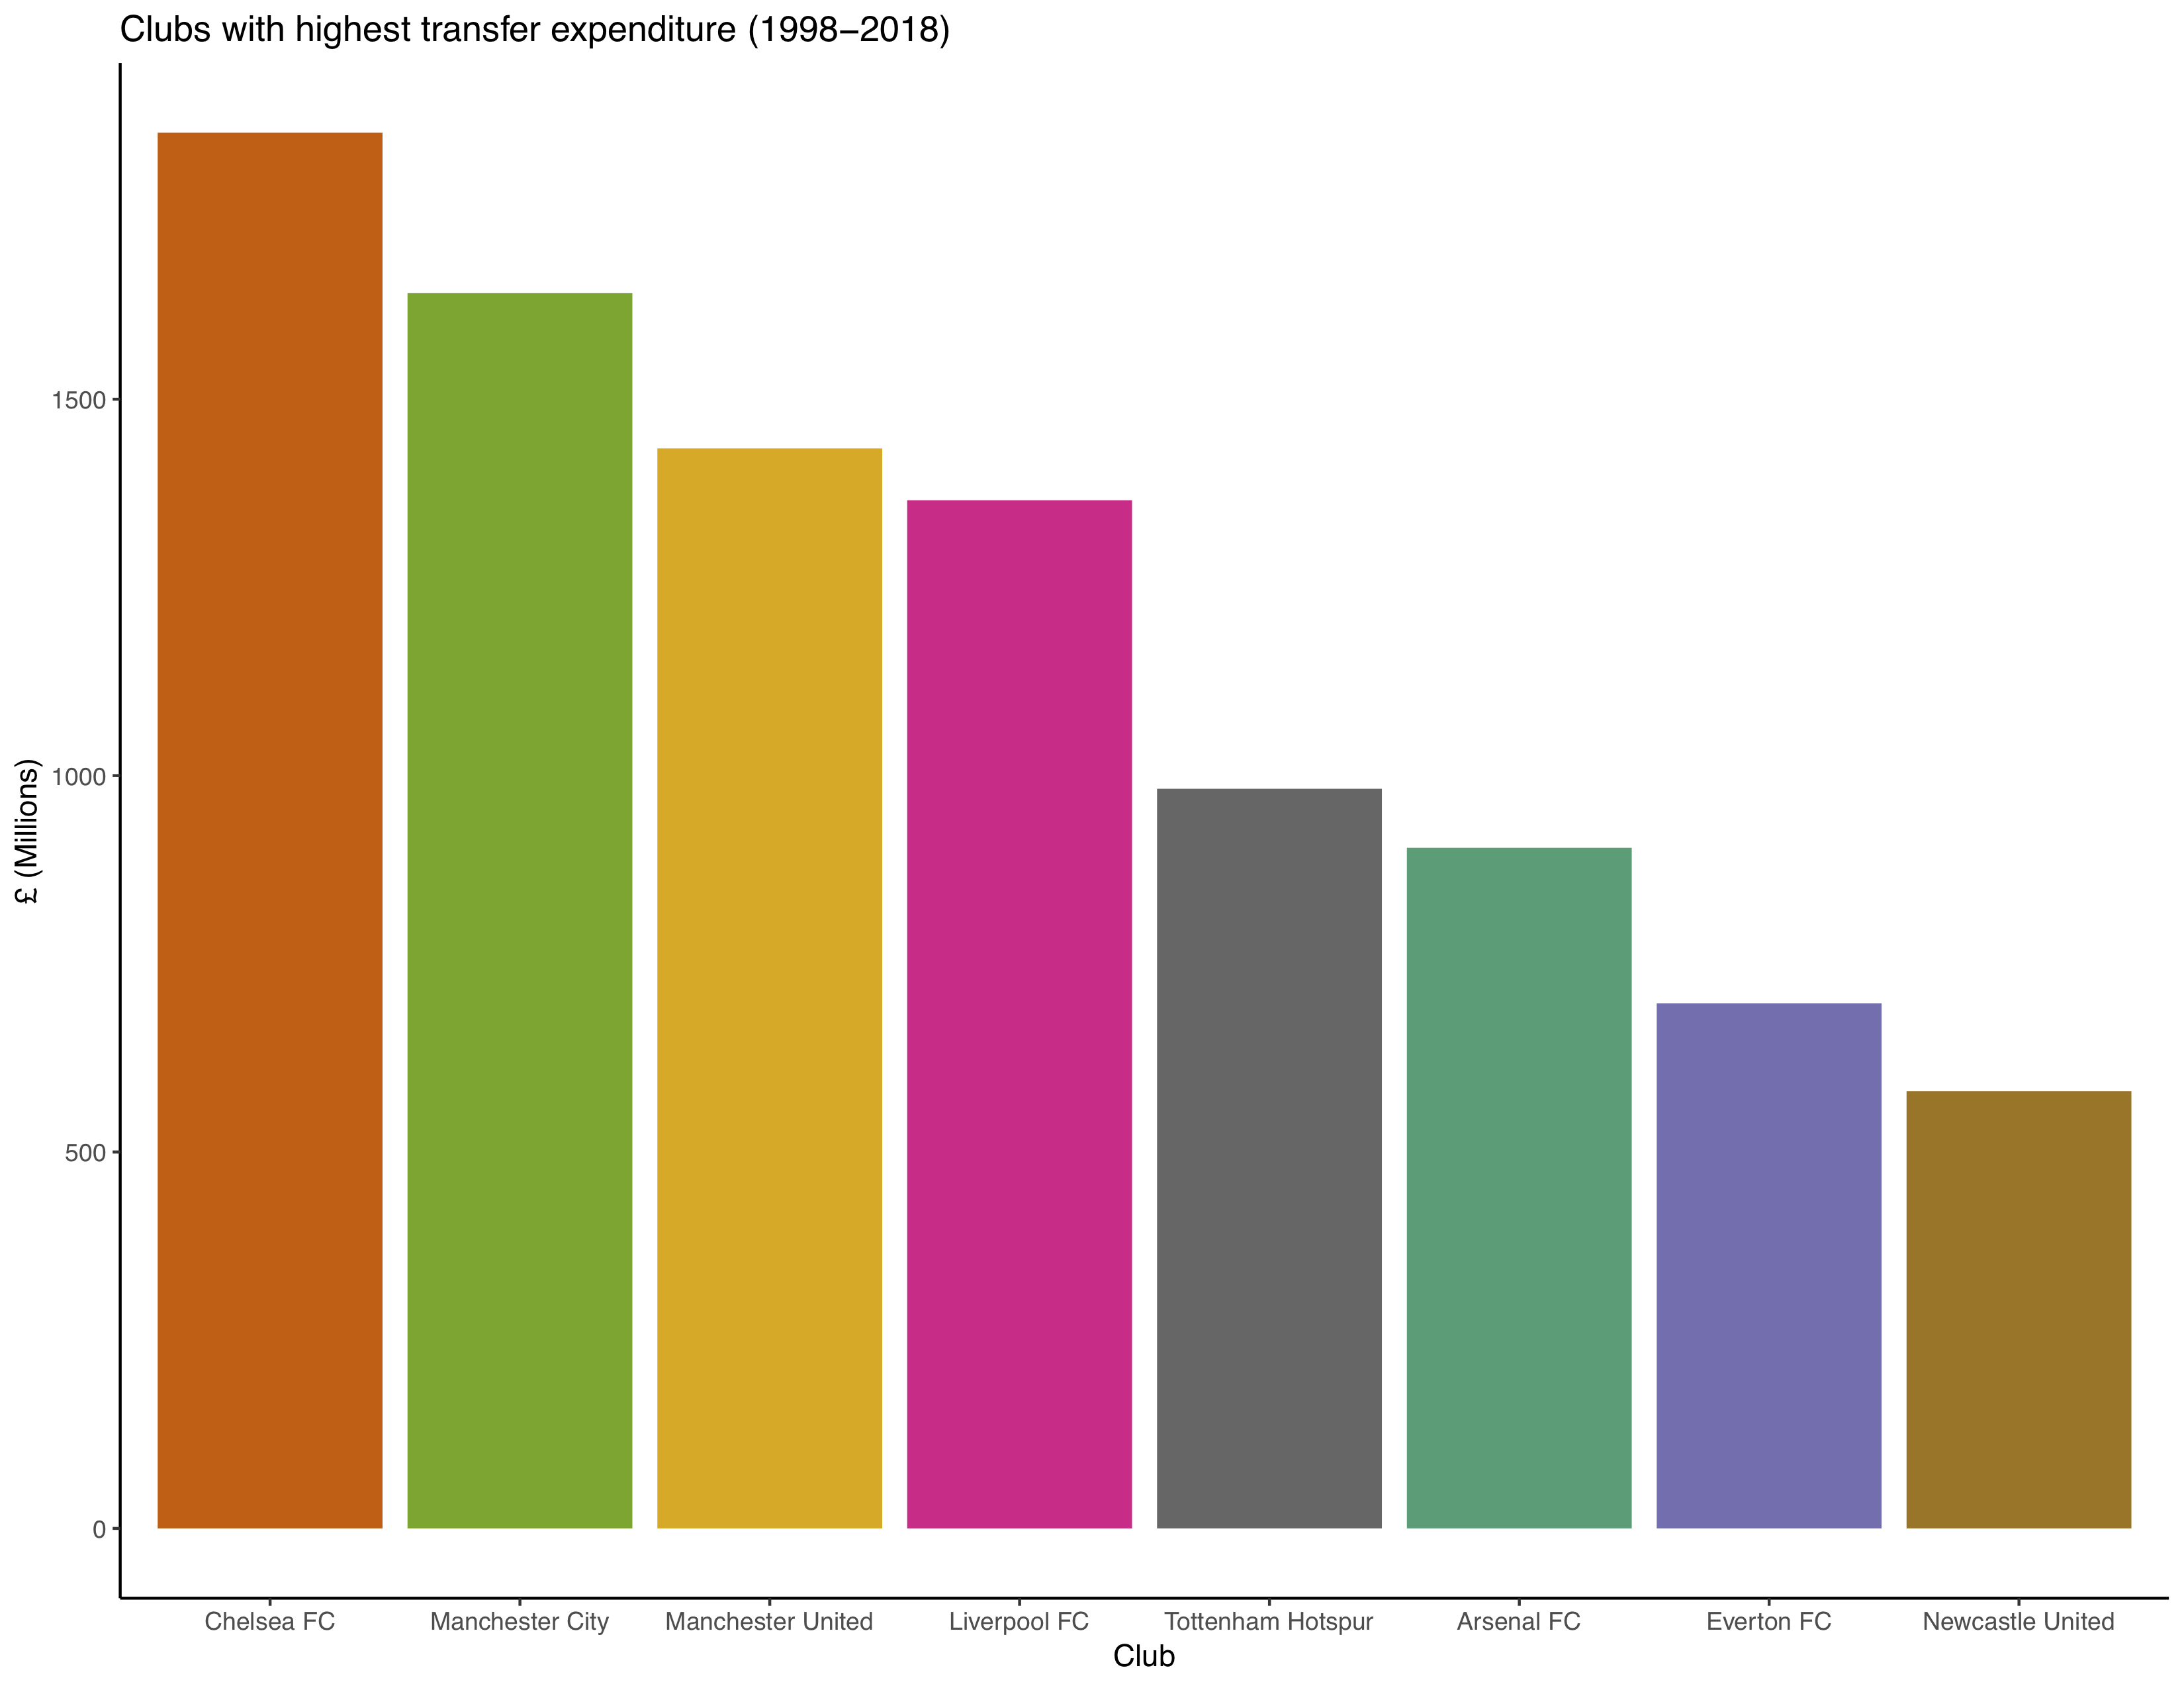 Clubs with highest transfer expenditure (1998−2018)
£ (Millions)
1500
1000
500
0
Chelsea FC Manchester City Manchester United Liverpool FC Tottenham Hotspur Arsenal FC Everton FC Newcastle United
Club